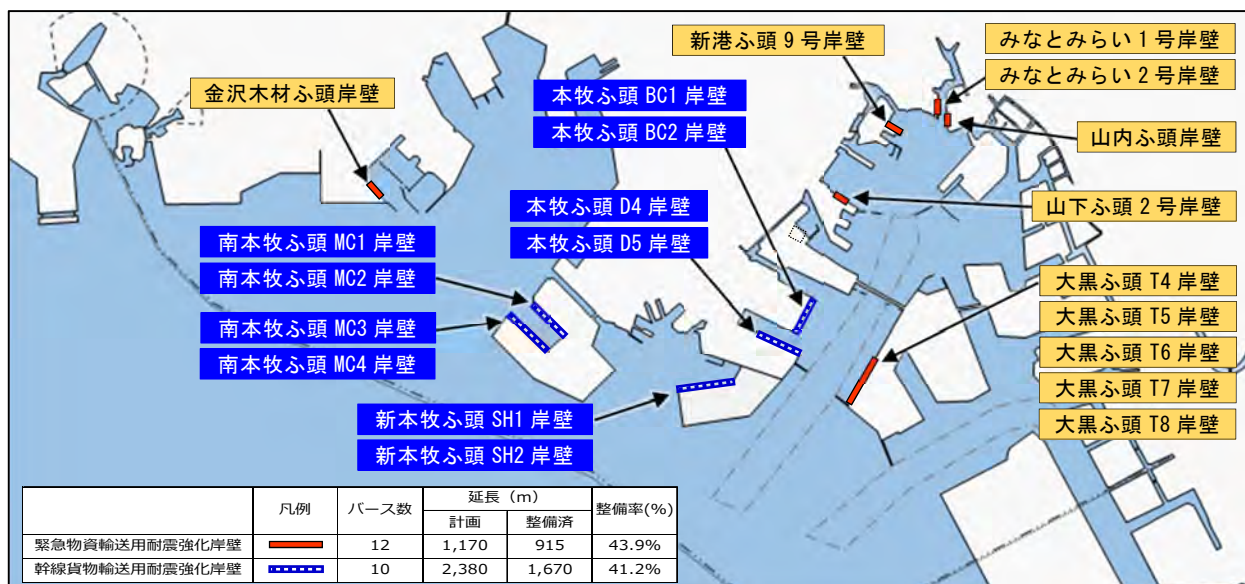 新港ふ頭 9 号岸壁
みなとみらい 1 号岸壁
みなとみらい 2 号岸壁
金沢木材ふ頭岸壁
本牧ふ頭 BC1 岸壁
本牧ふ頭 BC2 岸壁
山内ふ頭岸壁
本牧ふ頭 D4 岸壁
本牧ふ頭 D5 岸壁
山下ふ頭 2 号岸壁
南本牧ふ頭 MC1 岸壁
南本牧ふ頭 MC2 岸壁
南本牧ふ頭 MC3 岸壁
南本牧ふ頭 MC4 岸壁
大黒ふ頭 T4 岸壁
大黒ふ頭 T5 岸壁
大黒ふ頭 T6 岸壁
大黒ふ頭 T7 岸壁
大黒ふ頭 T8 岸壁
新本牧ふ頭 SH1 岸壁
新本牧ふ頭 SH2 岸壁
凡例 バース数 延長（m） 整備率(%)
計画 整備済
緊急物資輸送用耐震強化岸壁 12 1,170 915 43.9%
幹線貨物輸送用耐震強化岸壁 10 2,380 1,670 41.2%